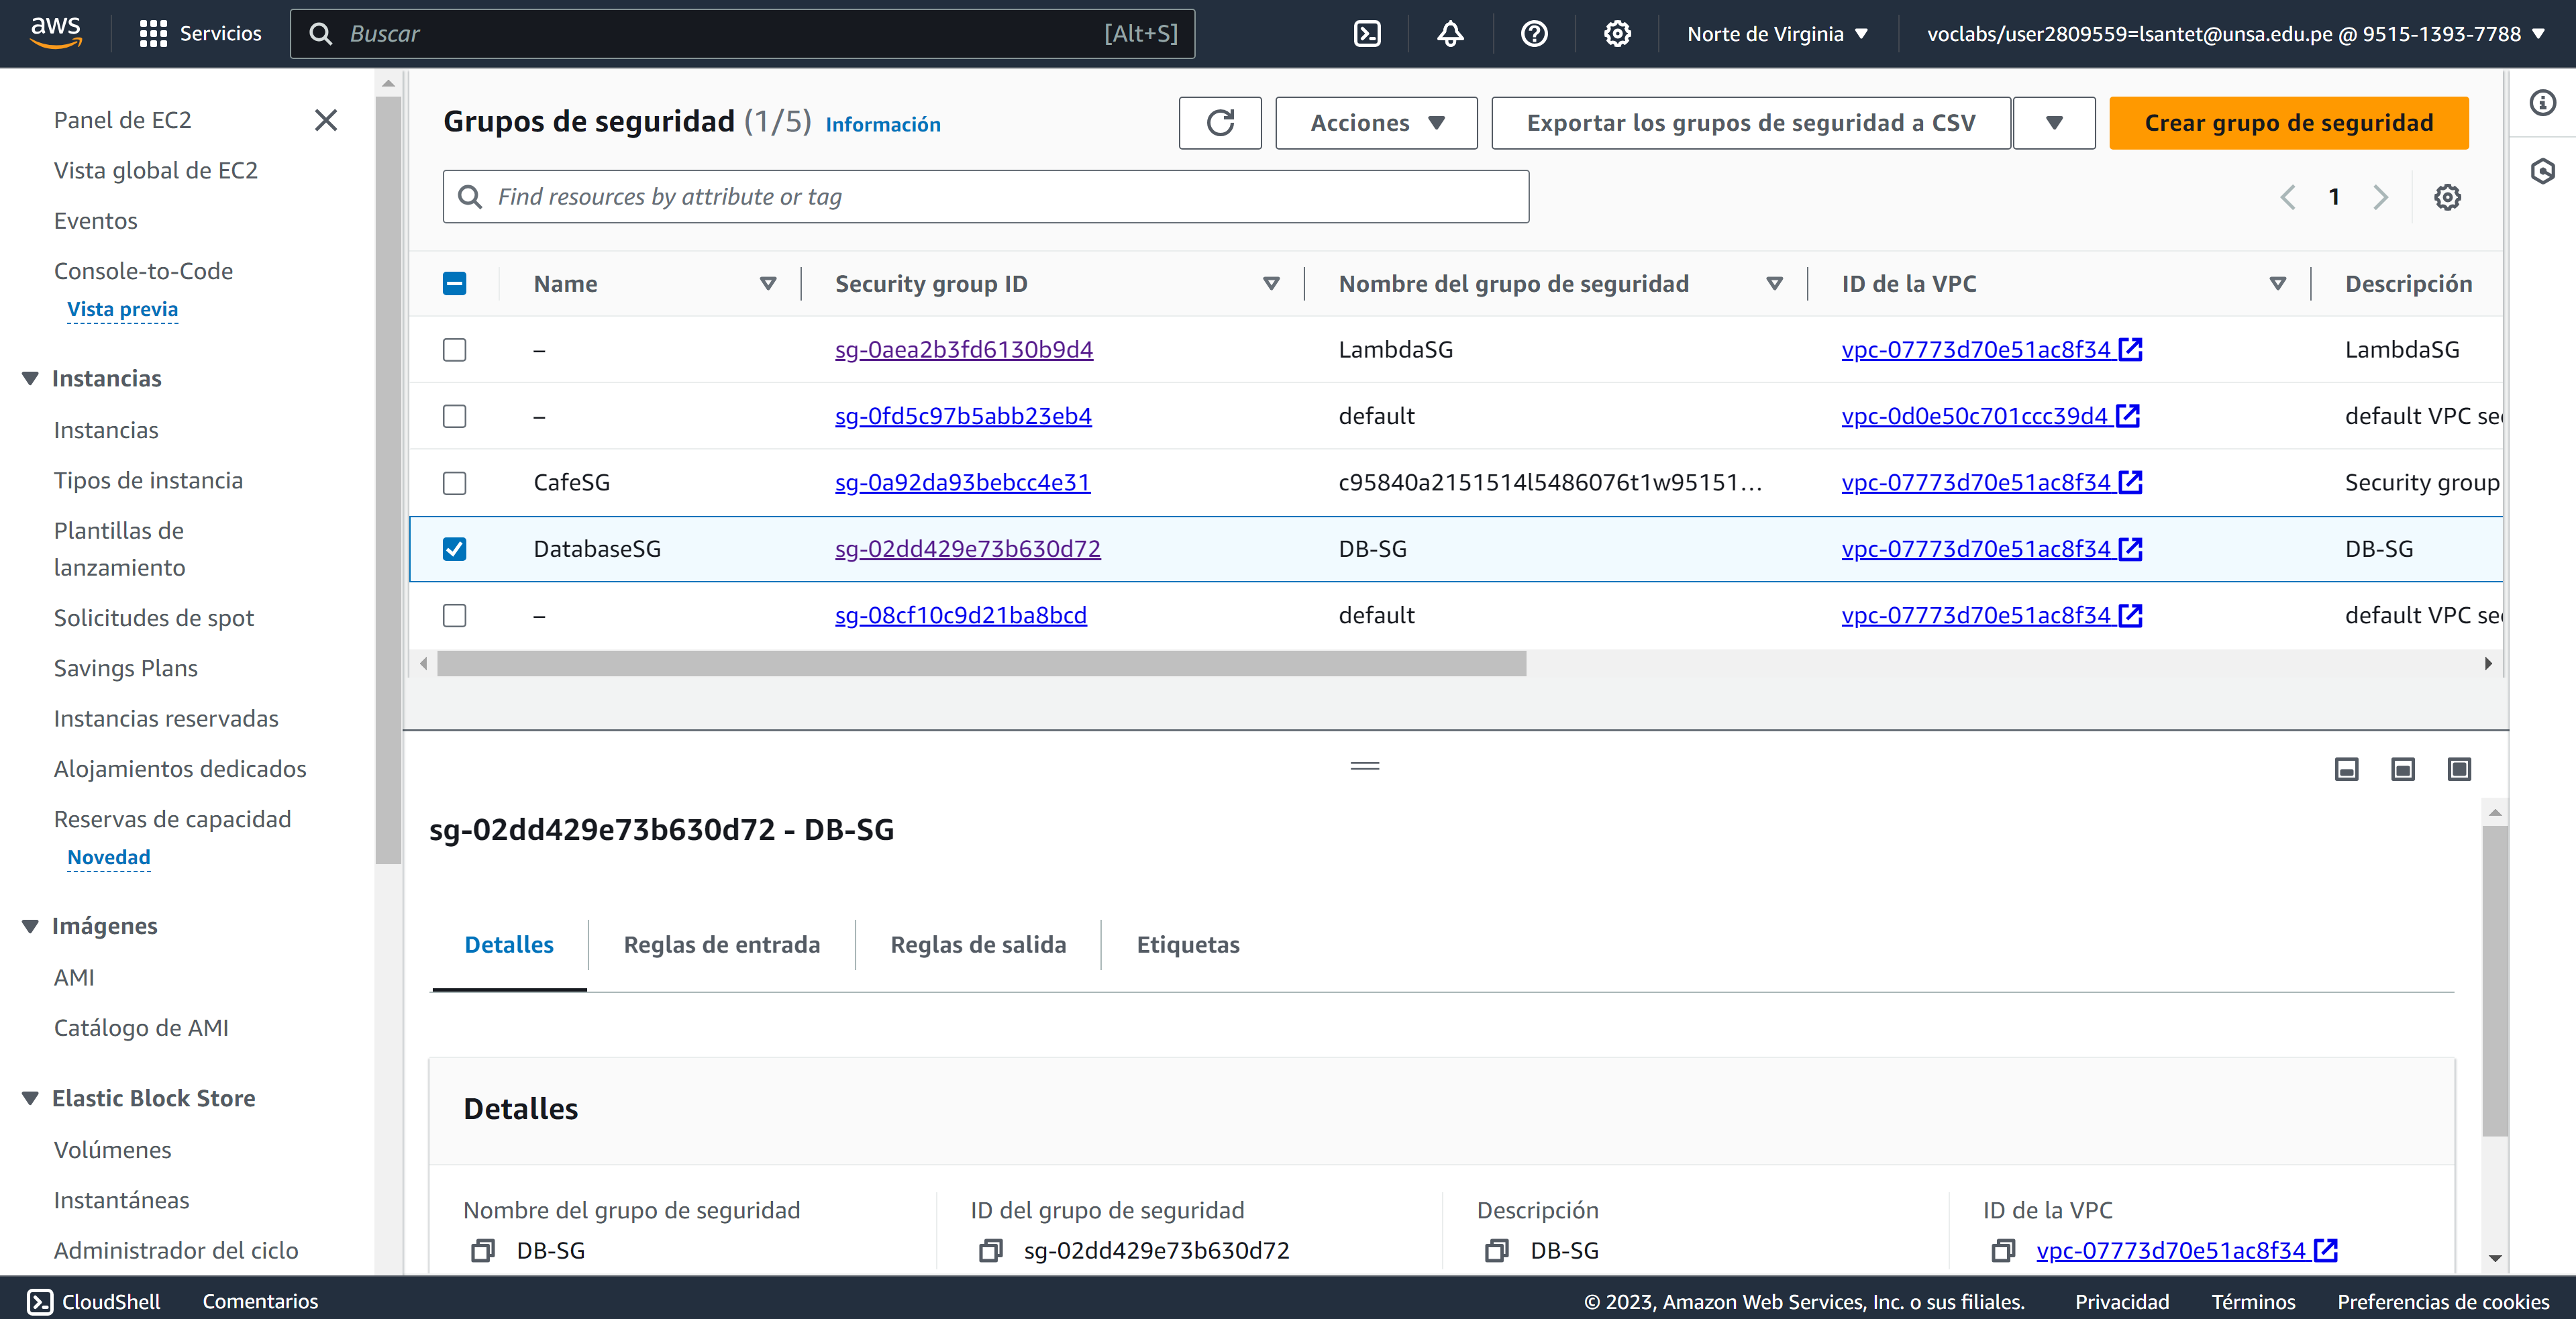 aws
Servicios
Buscar
[Alt+S]
Norte de Virginia
voclabs/user2809559=lsantet@unsa.edu.pe @ 9515-1393-7788
Panel de EC2
Vista global de EC2
Eventos
Console-to-Code
Vista previa
Instancias
Instancias
Tipos de instancia
Plantillas de
lanzamiento
Solicitudes de spot
Savings Plans
Instancias reservadas
Alojamientos dedicados
Reservas de capacidad
Novedad
Imágenes
AMI
Catálogo de AMI
Elastic Block Store
Volúmenes
Instantáneas
Administrador del ciclo
Grupos de seguridad (1/5) Información
Acciones
Exportar los grupos de seguridad a CSV
Crear grupo de seguridad
Find resources by attribute or tag
1
Name Security group ID Nombre del grupo de seguridad ID de la VPC Descripción
– sg-0aea2b3fd6130b9d4 LambdaSG vpc-07773d70e51ac8f34 LambdaSG
– sg-0fd5c97b5abb23eb4 default vpc-0d0e50c701ccc39d4 default VPC sec
CafeSG sg-0a92da93bebcc4e31 c95840a2151514l5486076t1w95151... vpc-07773d70e51ac8f34 Security group
DatabaseSG sg-02dd429e73b630d72 DB-SG vpc-07773d70e51ac8f34 DB-SG
– sg-08cf10c9d21ba8bcd default vpc-07773d70e51ac8f34 default VPC sec
sg-02dd429e73b630d72 - DB-SG
Detalles Reglas de entrada Reglas de salida Etiquetas
Detalles
Nombre del grupo de seguridad
DB-SG
ID del grupo de seguridad
sg-02dd429e73b630d72
Descripción
DB-SG
ID de la VPC
vpc-07773d70e51ac8f34
CloudShell Comentarios
© 2023, Amazon Web Services, Inc. o sus filiales. Privacidad Términos Preferencias de cookies